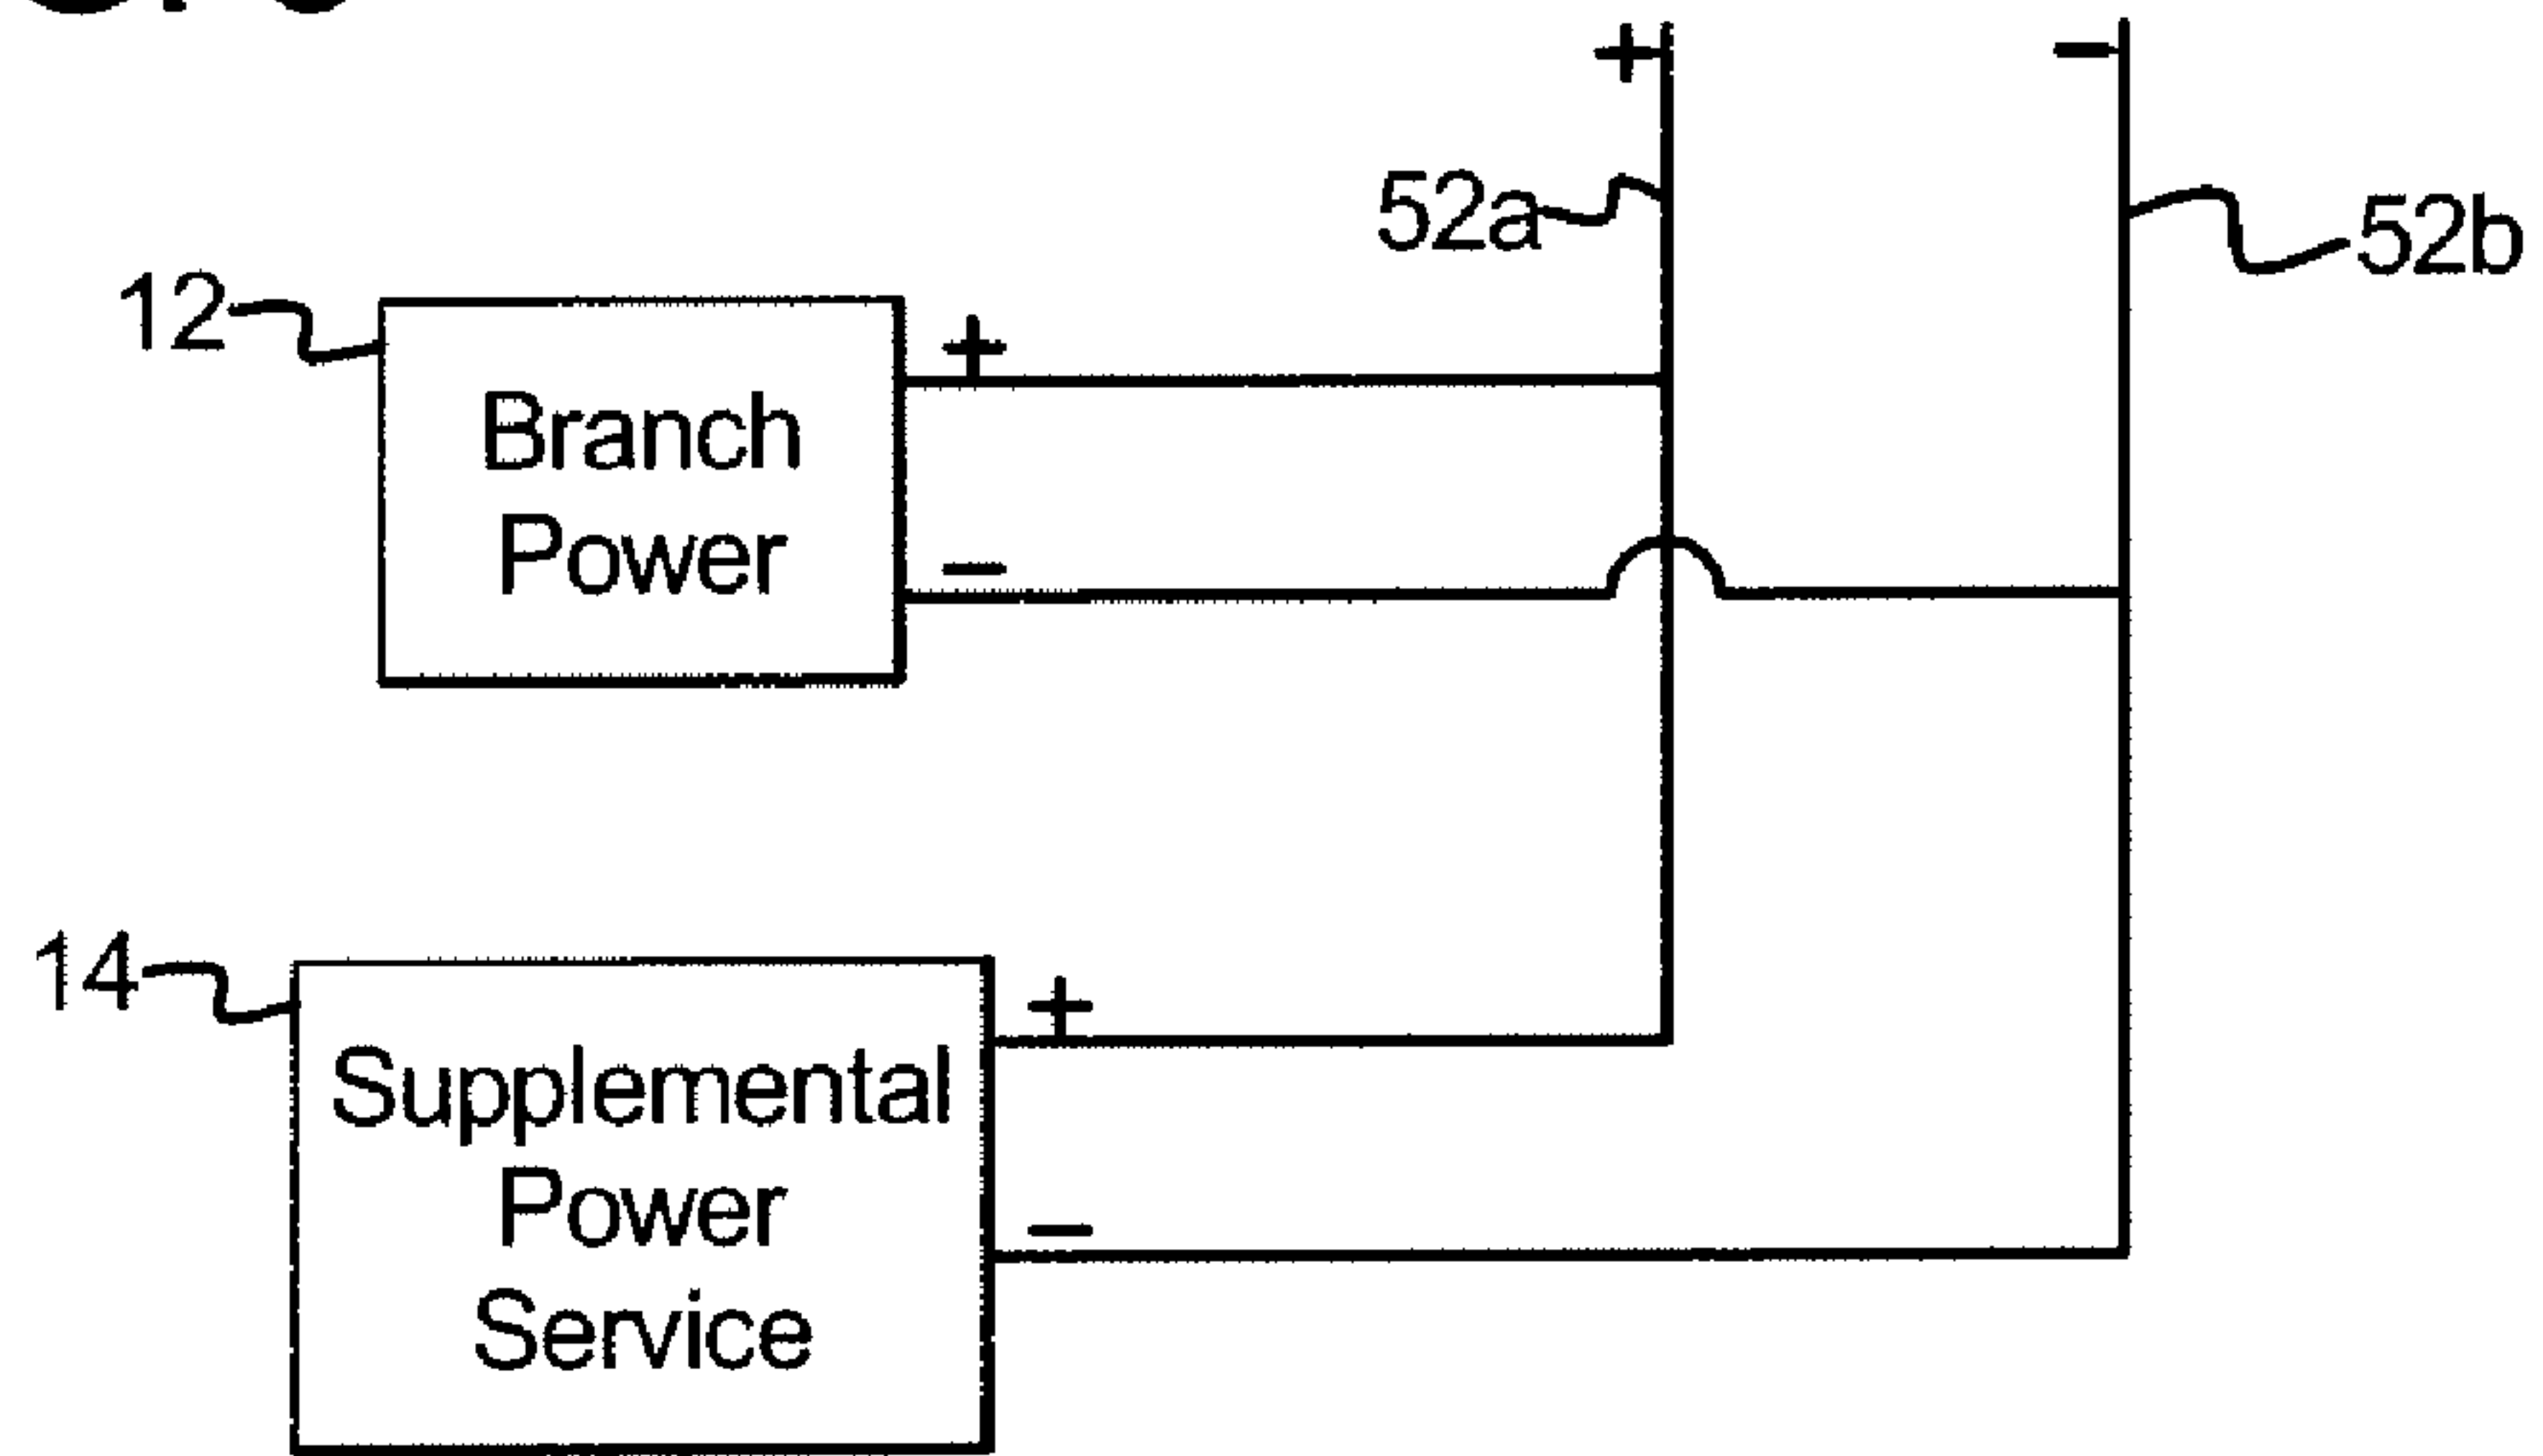 +
−
52a
52b
12
+
Branch
Power
−
14
+
Supplemental
Power
−
Service